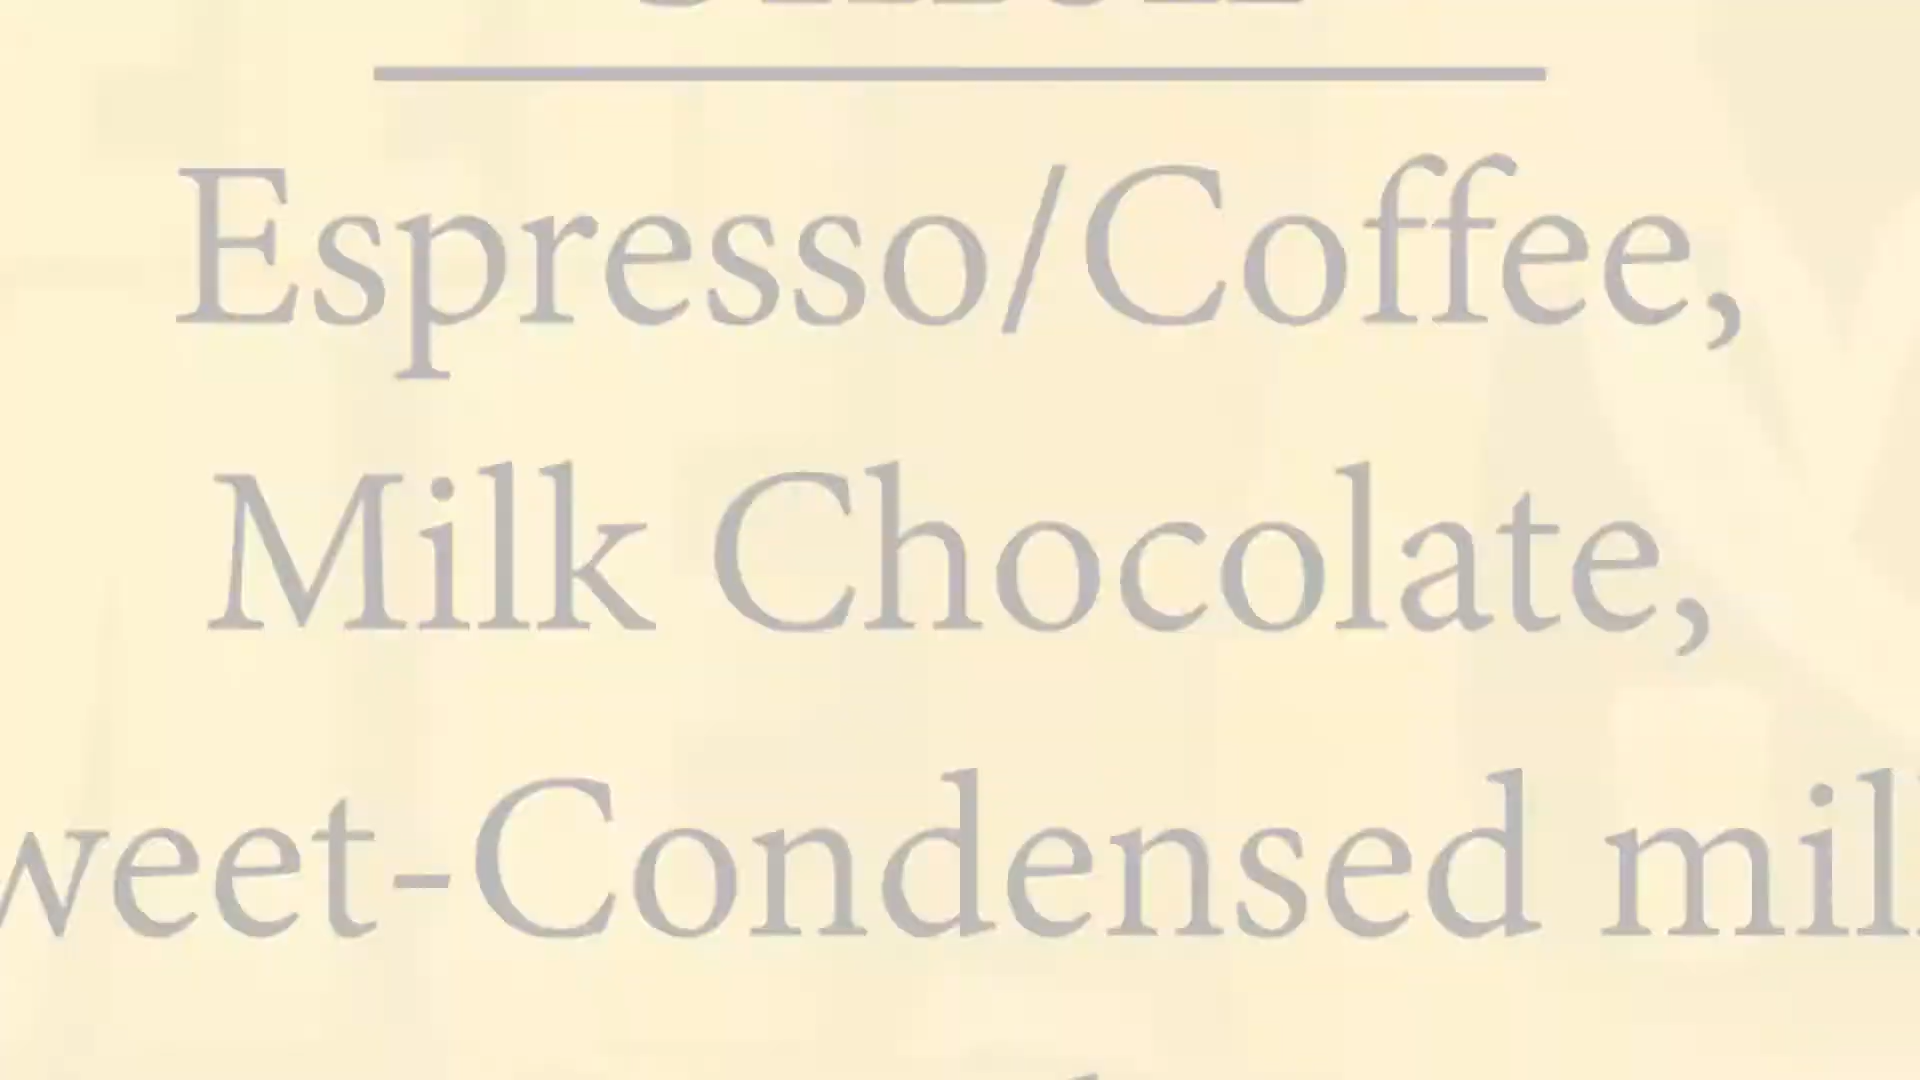 Espresso/Coffee,
Milk Chocolate,
weet-Condensed mil